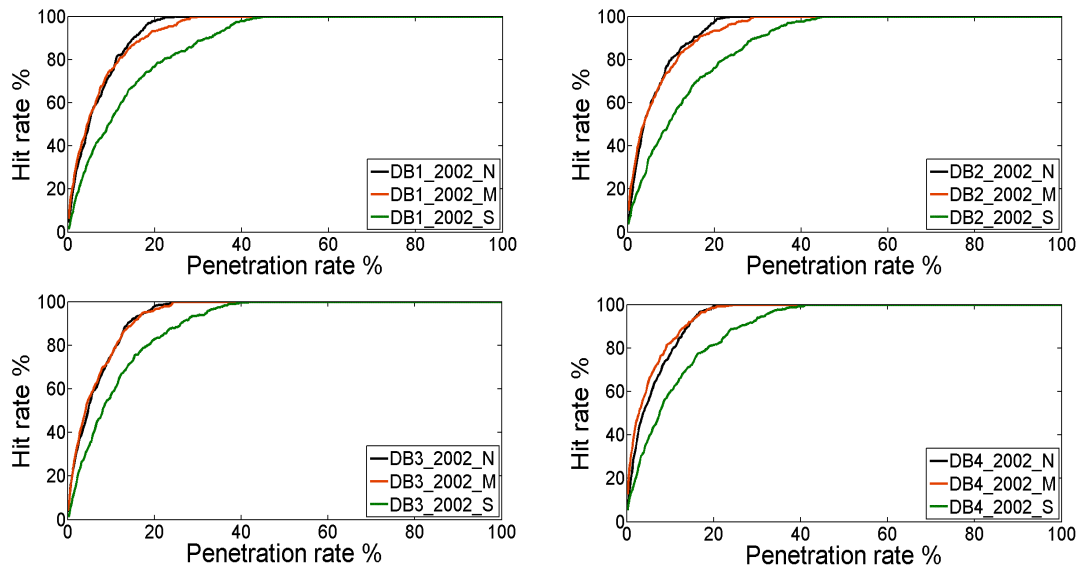 Hit rate %
100
80
60
40
20
0
DB1_2002_N
DB1_2002_M
DB1_2002_S
0 20 40 60 80 100
Penetration rate %
Hit rate %
100
80
60
40
20
0
DB2_2002_N
DB2_2002_M
DB2_2002_S
0 20 40 60 80 100
Penetration rate %
Hit rate %
100
80
60
40
20
0
DB3_2002_N
DB3_2002_M
DB3_2002_S
0 20 40 60 80 100
Penetration rate %
Hit rate %
100
80
60
40
20
0
DB4_2002_N
DB4_2002_M
DB4_2002_S
0 20 40 60 80 100
Penetration rate %